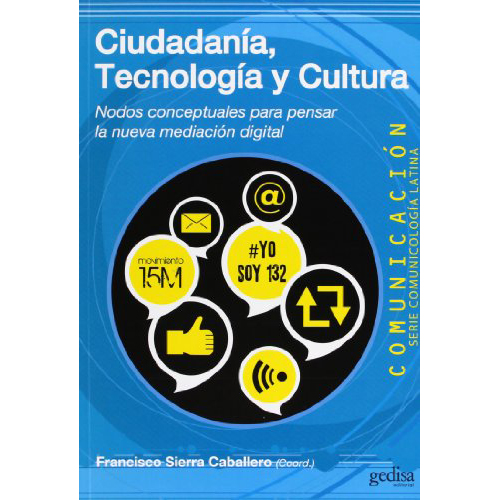 Ciudadanía,
Tecnología y Cultura
Nodos conceptuales para pensar
la nueva mediación digital
COMUNICACIÓN
SERIE COMUNICOLOGÍA LATINA
@
#YO
SOY 132
movimiento
15M
Francisco Sierra Caballero (Coord.)
gedisa
editorial